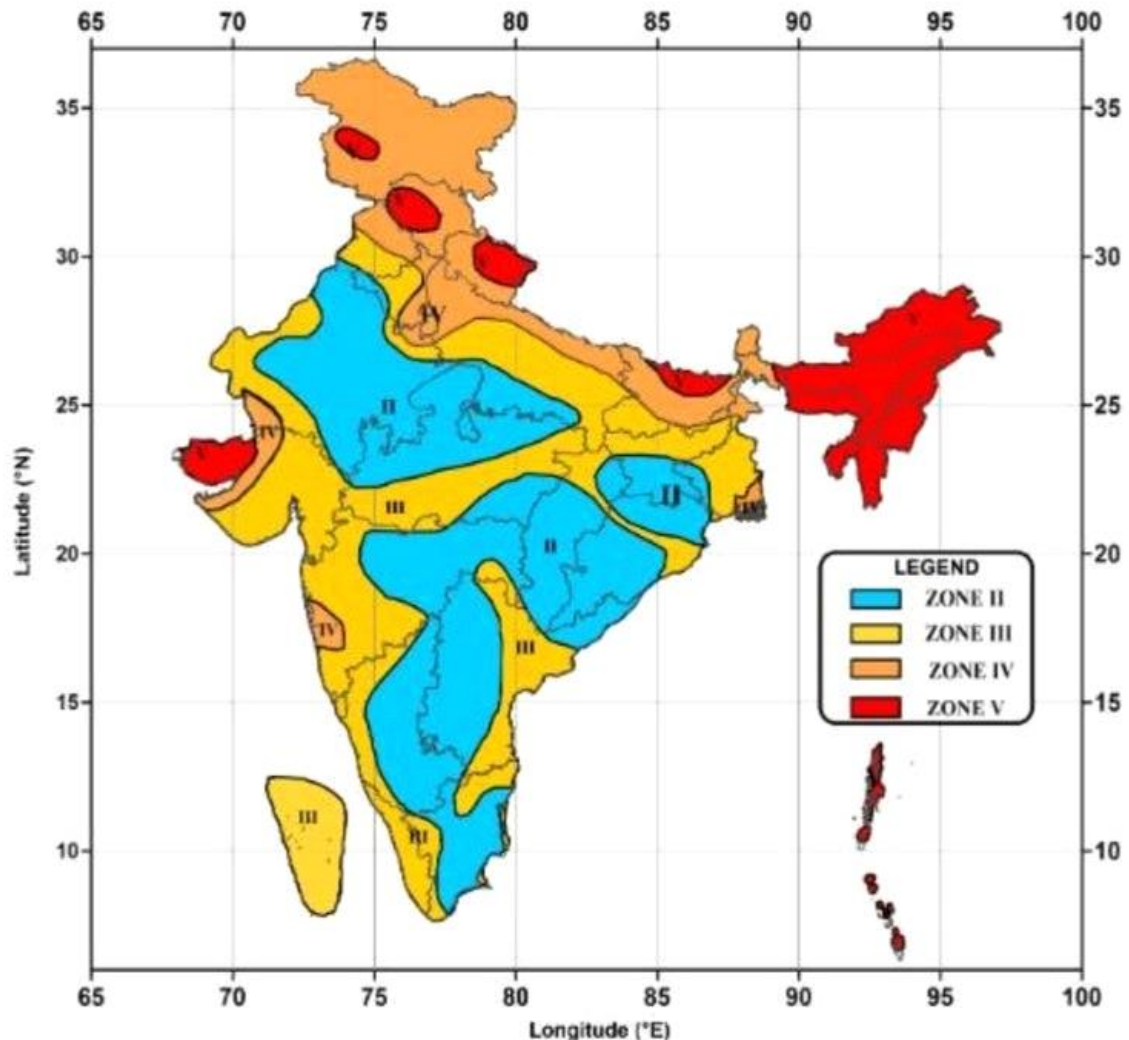 65 70 75 80 85 90 95 100
35 35
V
V
30 30
V
IV
V
V
25 II 25
IV
V
III II IV
Latitude (°N)
II
20 20
LEGEND
ZONE II
ZONE III
ZONE IV
ZONE V
IV
III
15 15
III
III
10 10
65 70 75 80 85 90 95 100
Longitude (°E)